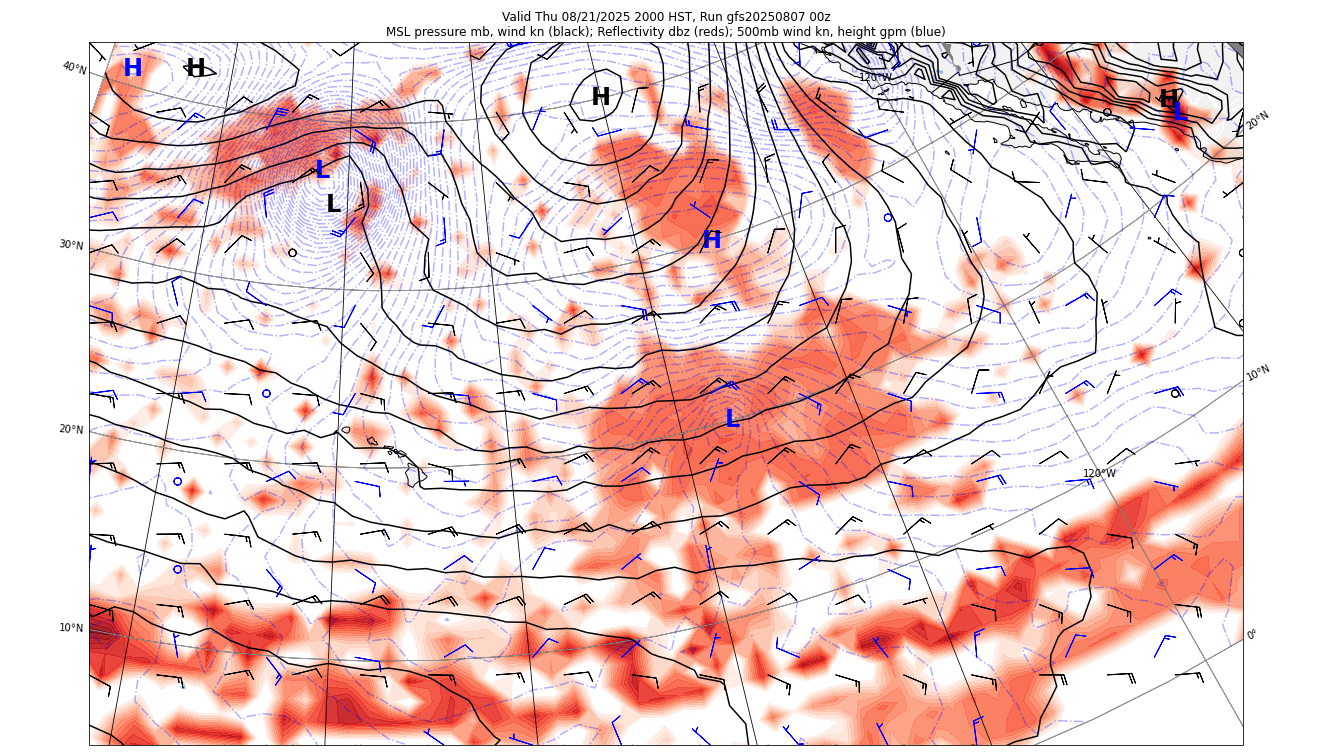 Valid Thu 08/21/2025 2000 HST, Run gfs20250807 00z
MSL pressure mb, wind kn (black); Reflectivity dbz (reds); 500mb wind kn, height gpm (blue)
40°N
H
H
H
120°W
H
L
20°N
L
L
30°N
H
10°N
20°N
L
120°W
10°N
0°